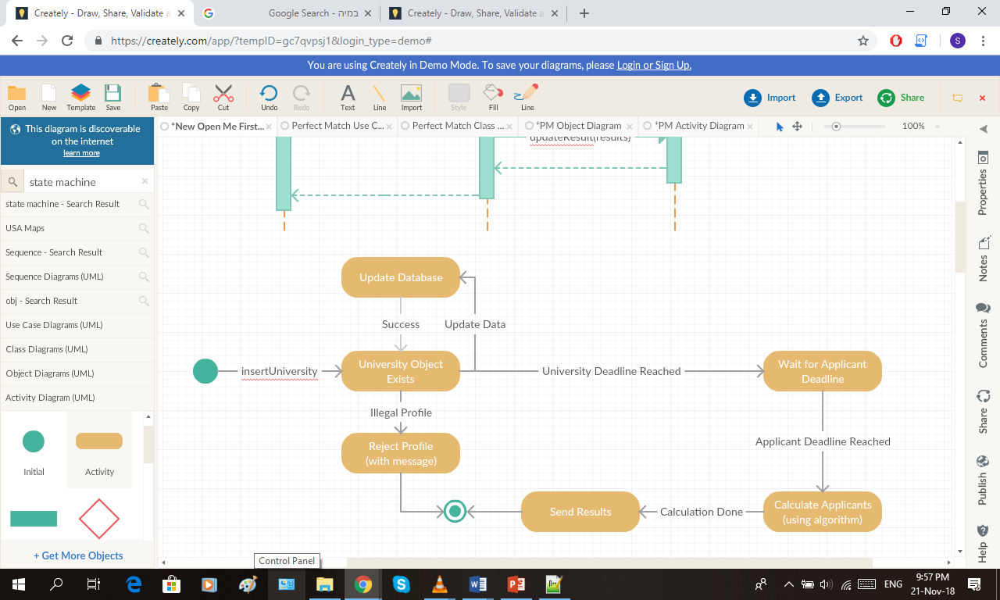 Creately - Draw, Share, Validate a
Google Search - במיה
Creately - Draw, Share, Validate a
https://creately.com/app/?tempID=gc7qvpsj1&login_type=demo#
S
You are using Creately in Demo Mode. To save your diagrams, please Login or Sign Up.
Open
New
Template
Save
Paste
Copy
Cut
Undo
Redo
Text
Line
Import
Style
Fill
Line
Import
Export
Share
This diagram is discoverable
on the internet
learn more
*New Open Me First...
Perfect Match Use C...
Perfect Match Class ...
*PM Object Diagram
*PM Activity Diagram
100%
state machine
state machine - Search Result
USA Maps
Sequence - Search Result
Sequence Diagrams (UML)
obj - Search Result
Use Case Diagrams (UML)
Class Diagrams (UML)
Object Diagrams (UML)
Activity Diagram (UML)
Initial
Activity
+ Get More Objects
updateResult(results)
Update Database
Success
Update Data
insertUniversity
University Object
Exists
University Deadline Reached
Wait for Applicant
Deadline
Illegal Profile
Applicant Deadline Reached
Reject Profile
(with message)
Send Results
Calculation Done
Calculate Applicants
(using algorithm)
Properties
Notes
Comments
Share
Publish
Help
Control Panel
ENG
9:57 PM
21-Nov-18